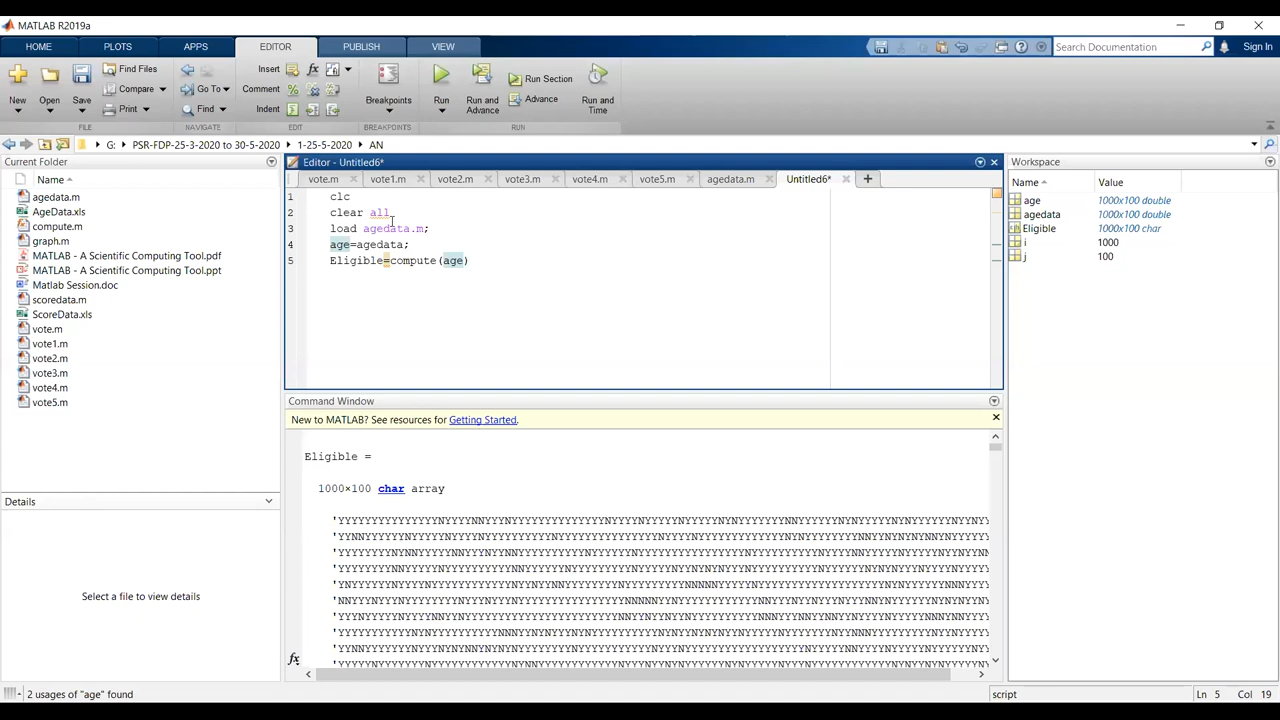 MATLAB R2019a
HOME PLOTS APPS EDITOR PUBLISH VIEW Search Documentation Sign In
New Open Save Find Files Compare Print Go To Find Insert fx Comment Indent Breakpoints Run Run and Advance Run Section Advance Run and Time
FILE NAVIGATE EDIT BREAKPOINTS RUN
G: PSR-FDP-25-3-2020 to 30-5-2020 1-25-5-2020 AN
Current Folder
Name
agedata.m
AgeData.xls
compute.m
graph.m
MATLAB - A Scientific Computing Tool.pdf
MATLAB - A Scientific Computing Tool.ppt
Matlab Session.doc
scoredata.m
ScoreData.xls
vote.m
vote1.m
vote2.m
vote3.m
vote4.m
vote5.m
Details
Select a file to view details
Editor - Untitled6*
vote.m vote1.m vote2.m vote3.m vote4.m vote5.m agedata.m Untitled6* +
1 clc
2 clear all
3 load agedata.m;
4 age=agedata;
5 Eligible=compute(age)
Command Window
New to MATLAB? See resources for Getting Started.
Eligible =
1000×100 char array
fx
Workspace
Name Value
age 1000x100 double
agedata 1000x100 double
Eligible 1000x100 char
i 1000
j 100
2 usages of "age" found
script Ln 5 Col 19